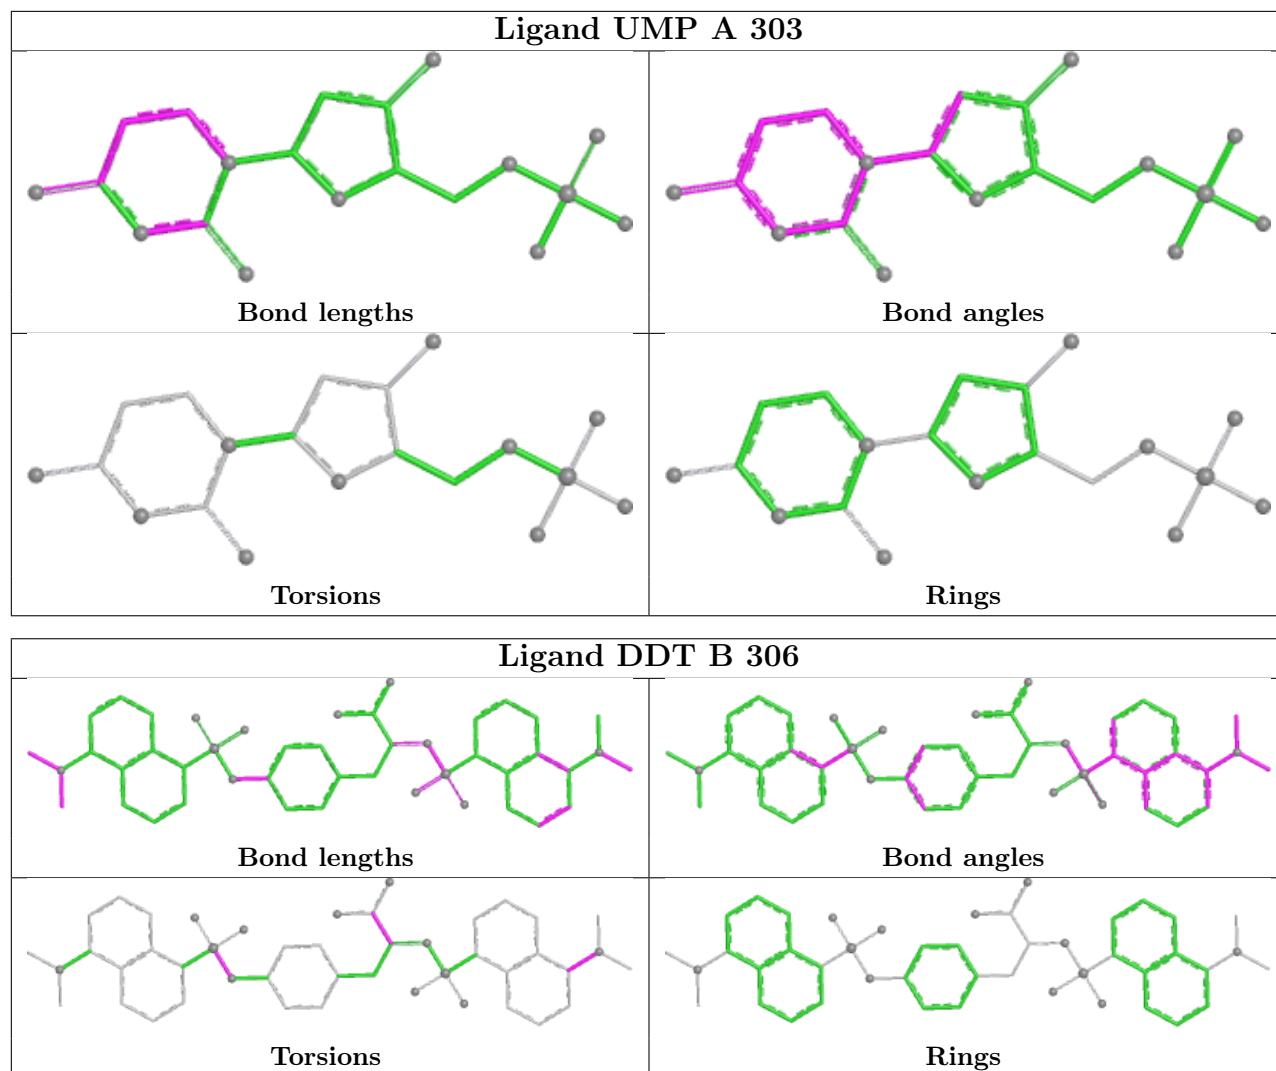 Ligand UMP A 303
Bond lengths
Bond angles
Torsions
Rings
Ligand DDT B 306
Bond lengths
Bond angles
Torsions
Rings